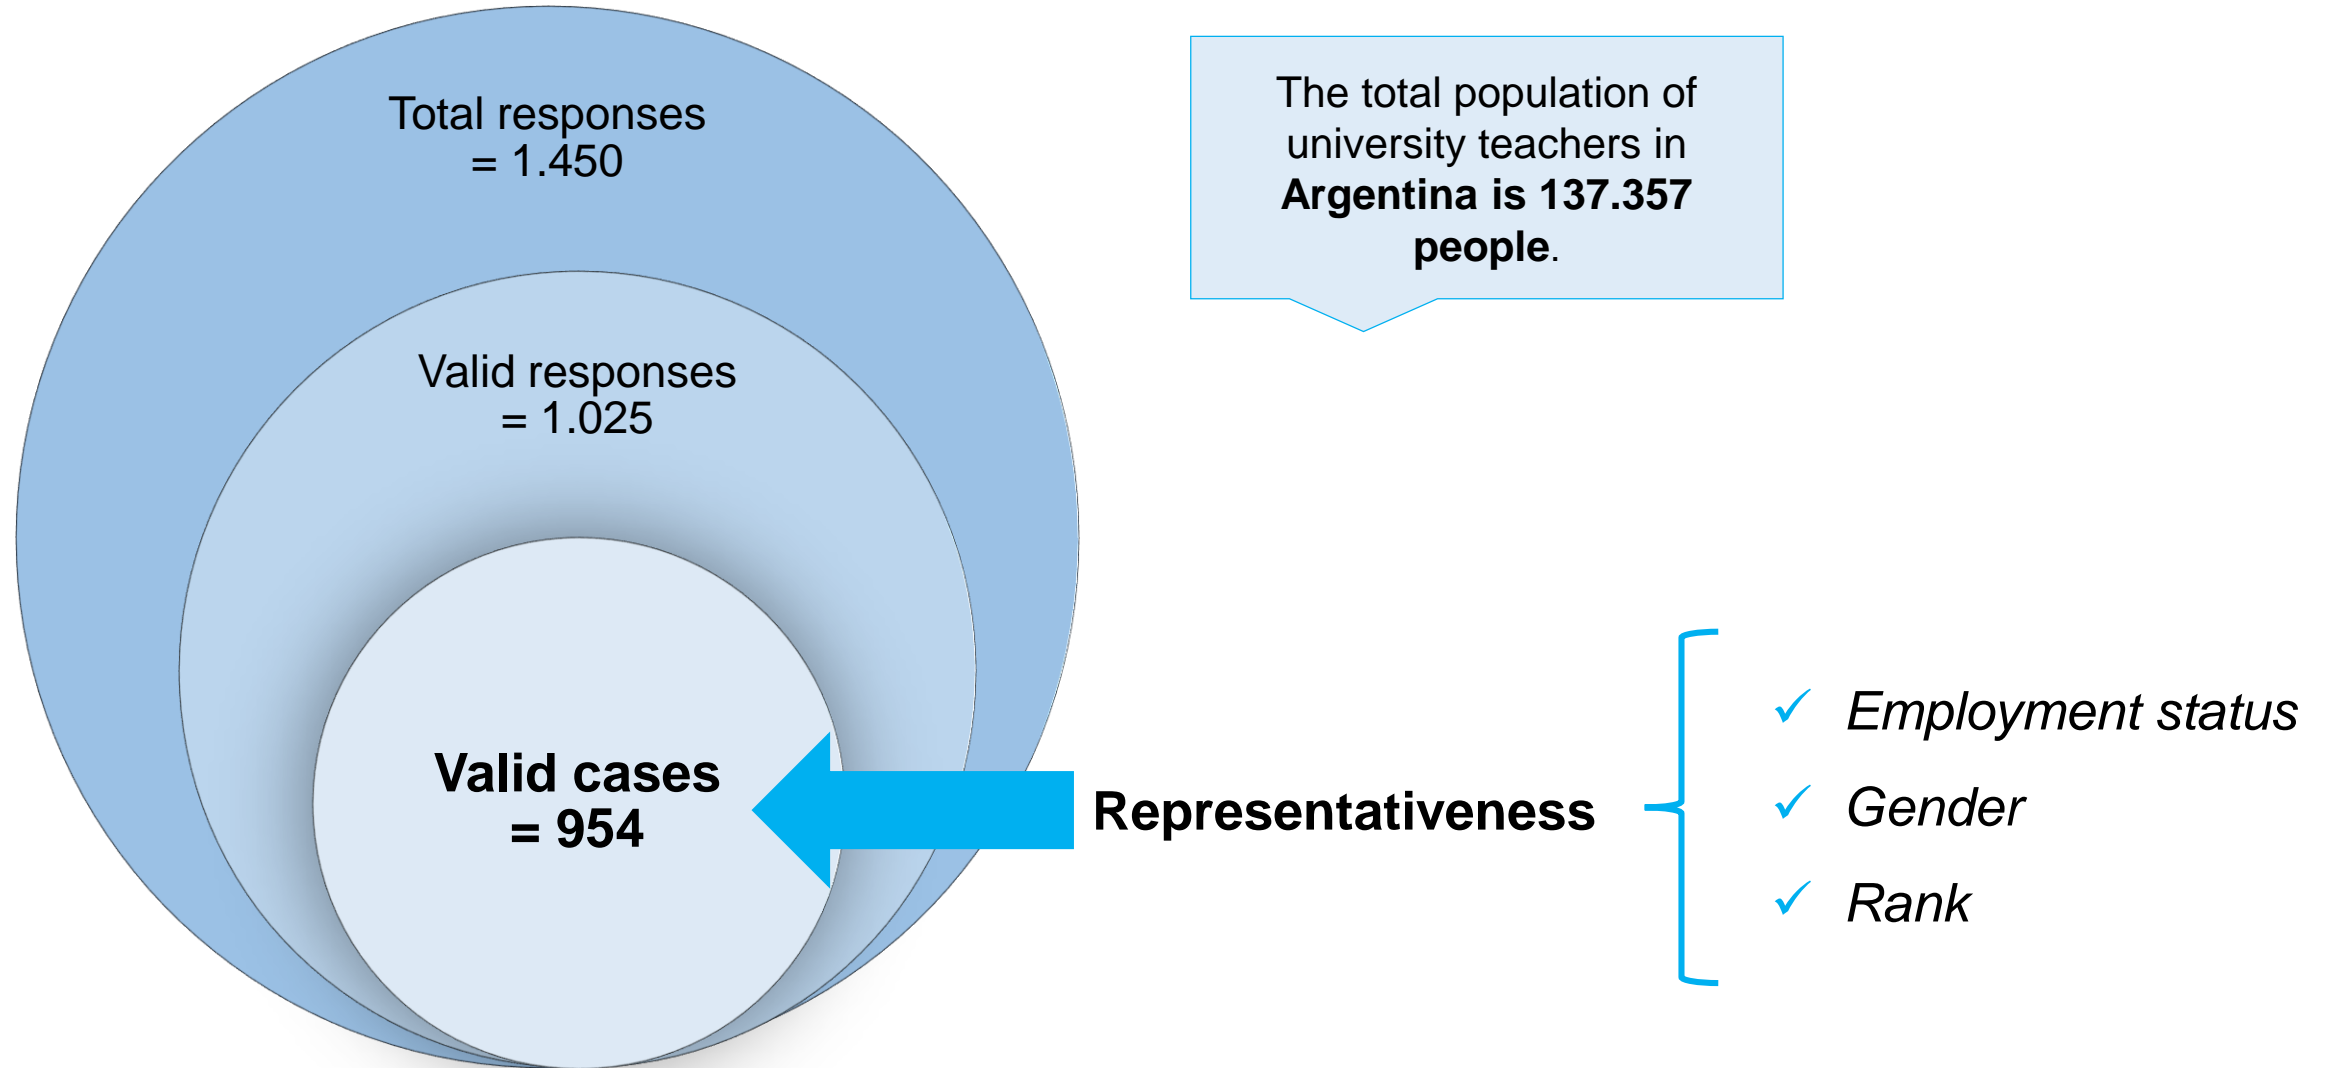 Total responses
= 1.450
Valid responses
= 1.025
Valid cases
= 954
The total population of
university teachers in
Argentina is 137.357
people.
Representativeness
✓ Employment status
✓ Gender
✓ Rank